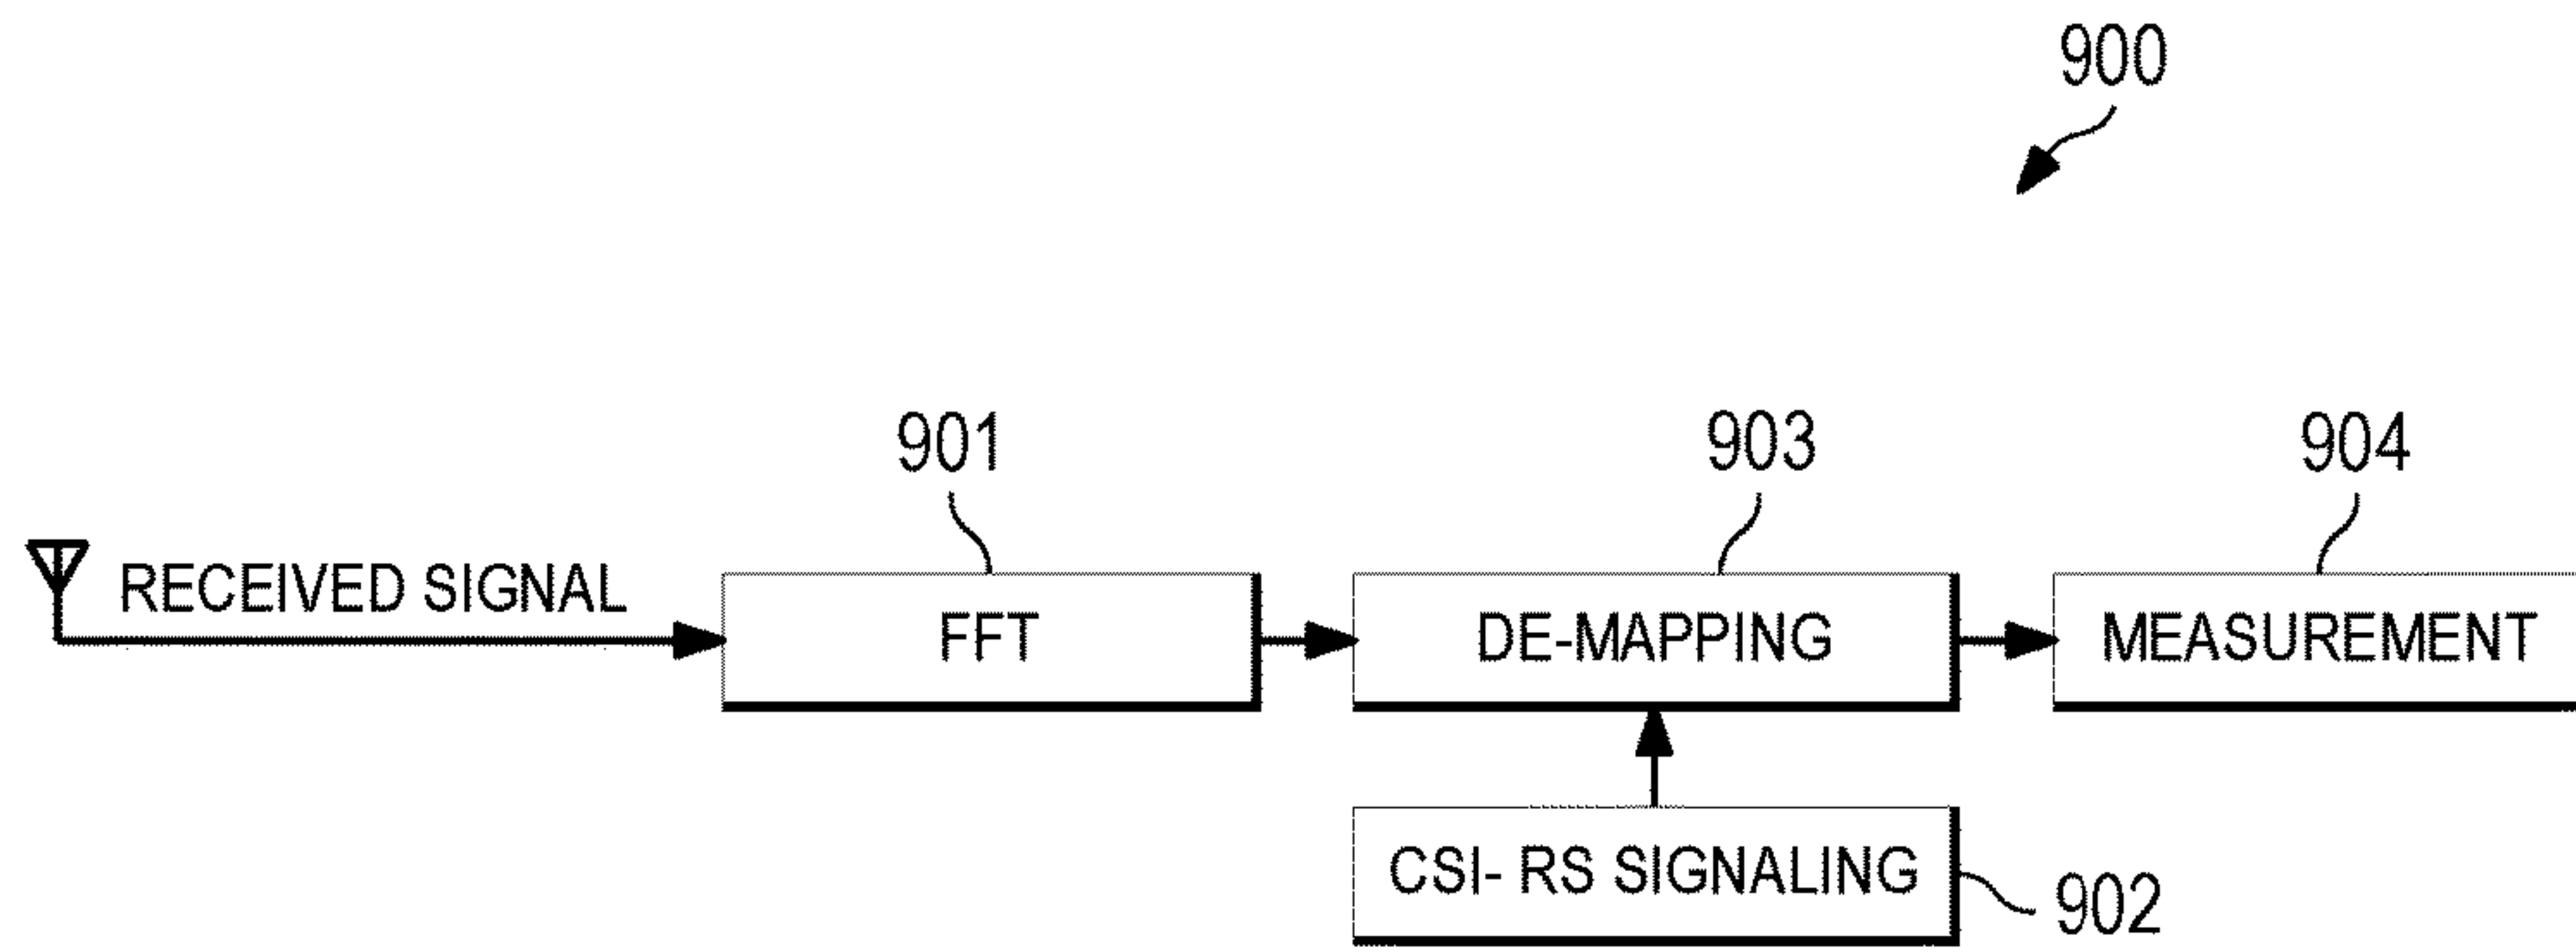 900
901
903
904
RECEIVED SIGNAL
FFT
DE-MAPPING
MEASUREMENT
CSI- RS SIGNALING
902